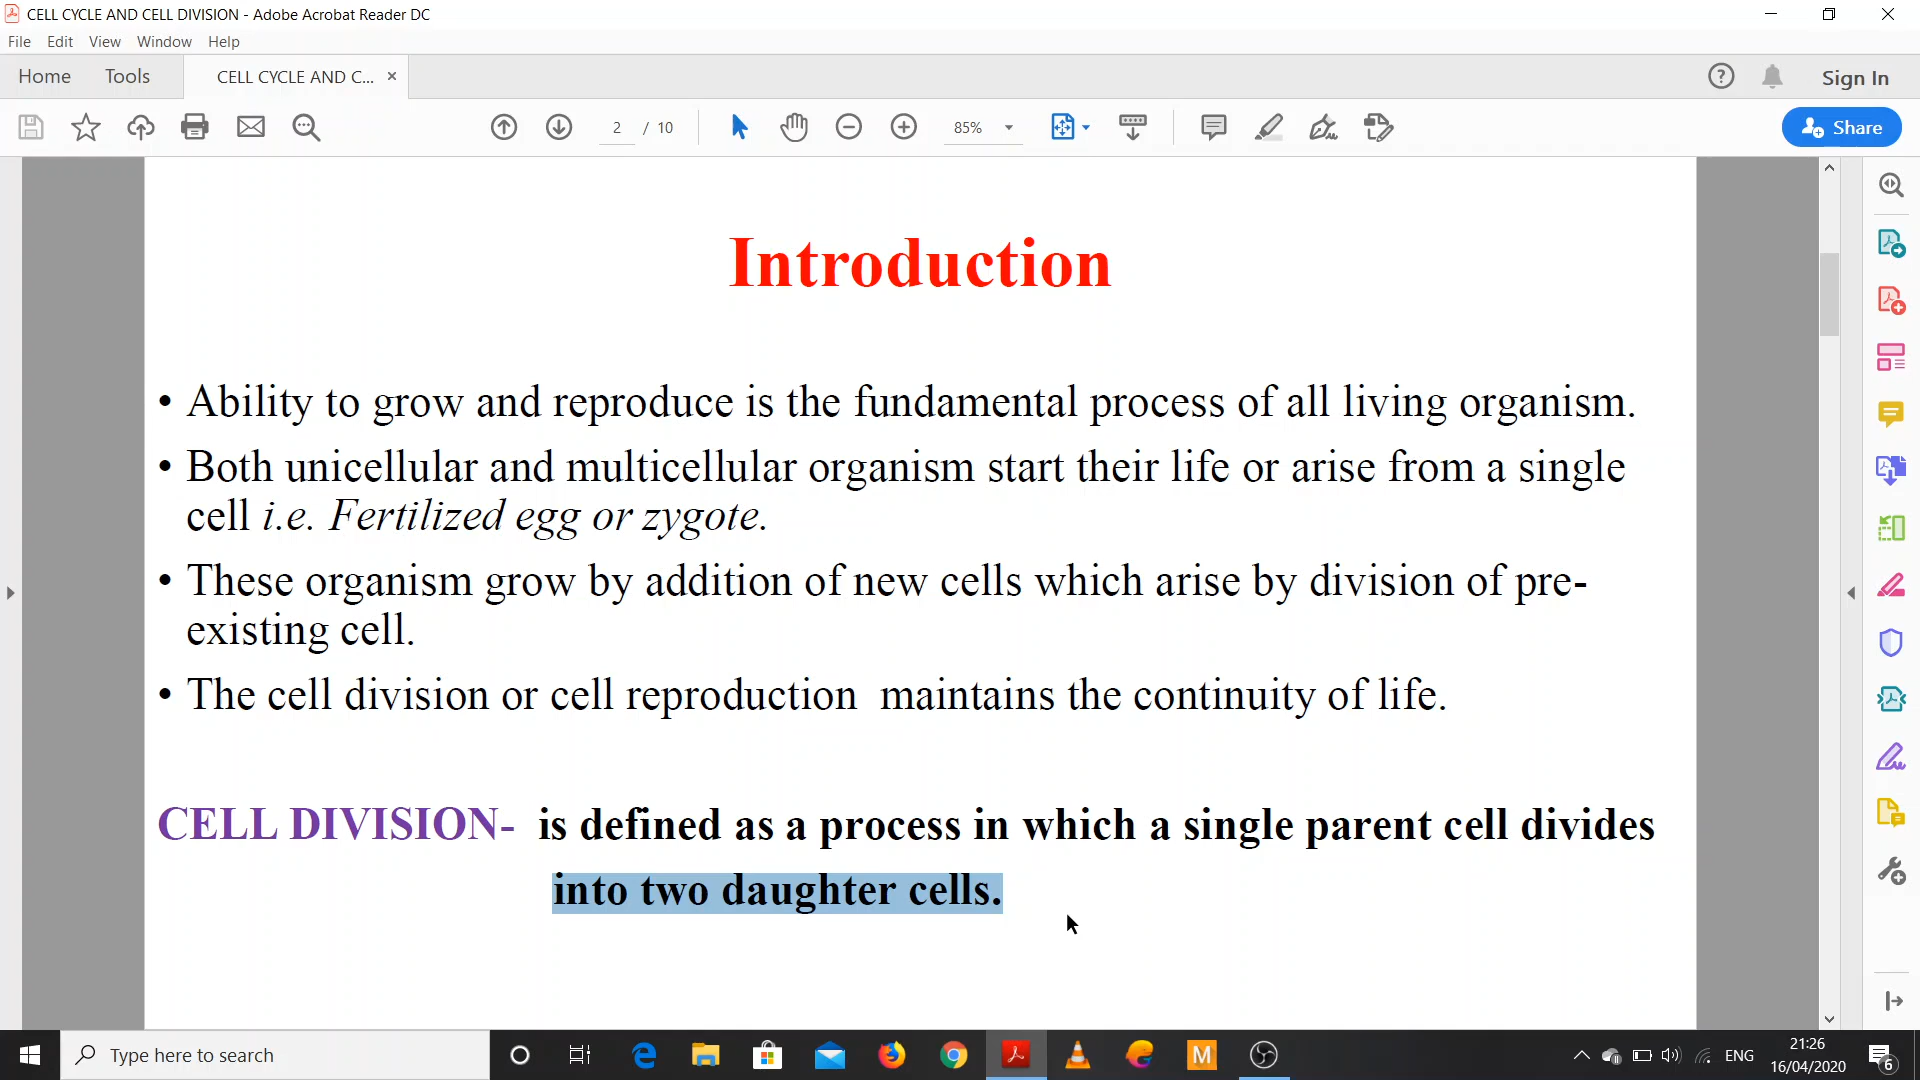 CELL CYCLE AND CELL DIVISION - Adobe Acrobat Reader DC
File Edit View Window Help
Home Tools CELL CYCLE AND C... × Sign In
2 / 10 85% Share
Introduction
• Ability to grow and reproduce is the fundamental process of all living organism.
• Both unicellular and multicellular organism start their life or arise from a single
cell i.e. Fertilized egg or zygote.
• These organism grow by addition of new cells which arise by division of pre-
existing cell.
• The cell division or cell reproduction maintains the continuity of life.
CELL DIVISION- is defined as a process in which a single parent cell divides
into two daughter cells.
Type here to search
ENG
21:26
16/04/2020
6